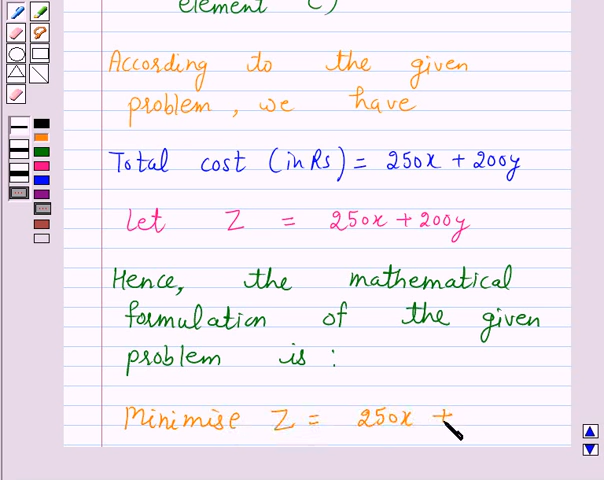 element C)
According to the given
problem, we have
Total cost (in Rs) = 250x + 200y
Let Z = 250x + 200y
Hence, the mathematical
formulation of the given
problem is :
Minimise Z = 250x +